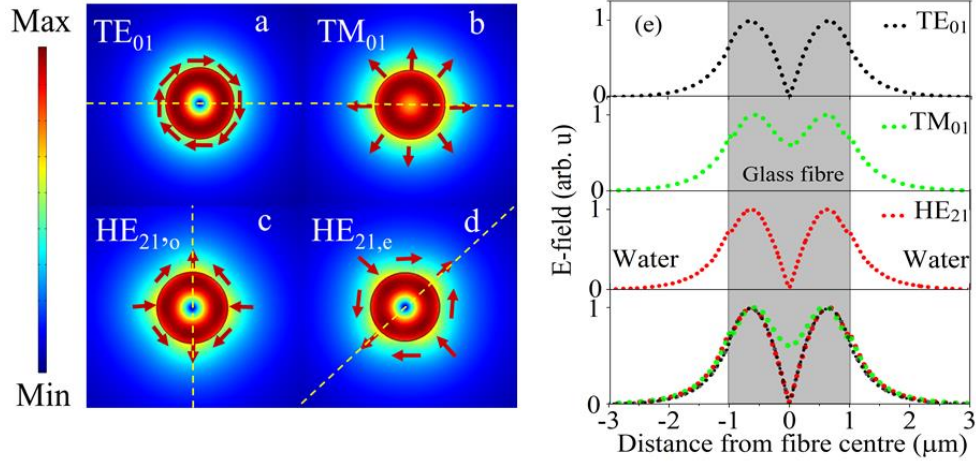 Max
Min
TE01
a
TM01
b
HE21,o
c
HE21,e
d
E-field (arb. u)
(e)
TE01
1
0
TM01
1
0
Glass fibre
HE21
1
0
Water
Water
1
0
-3 -2 -1 0 1 2 3
Distance from fibre centre (μm)